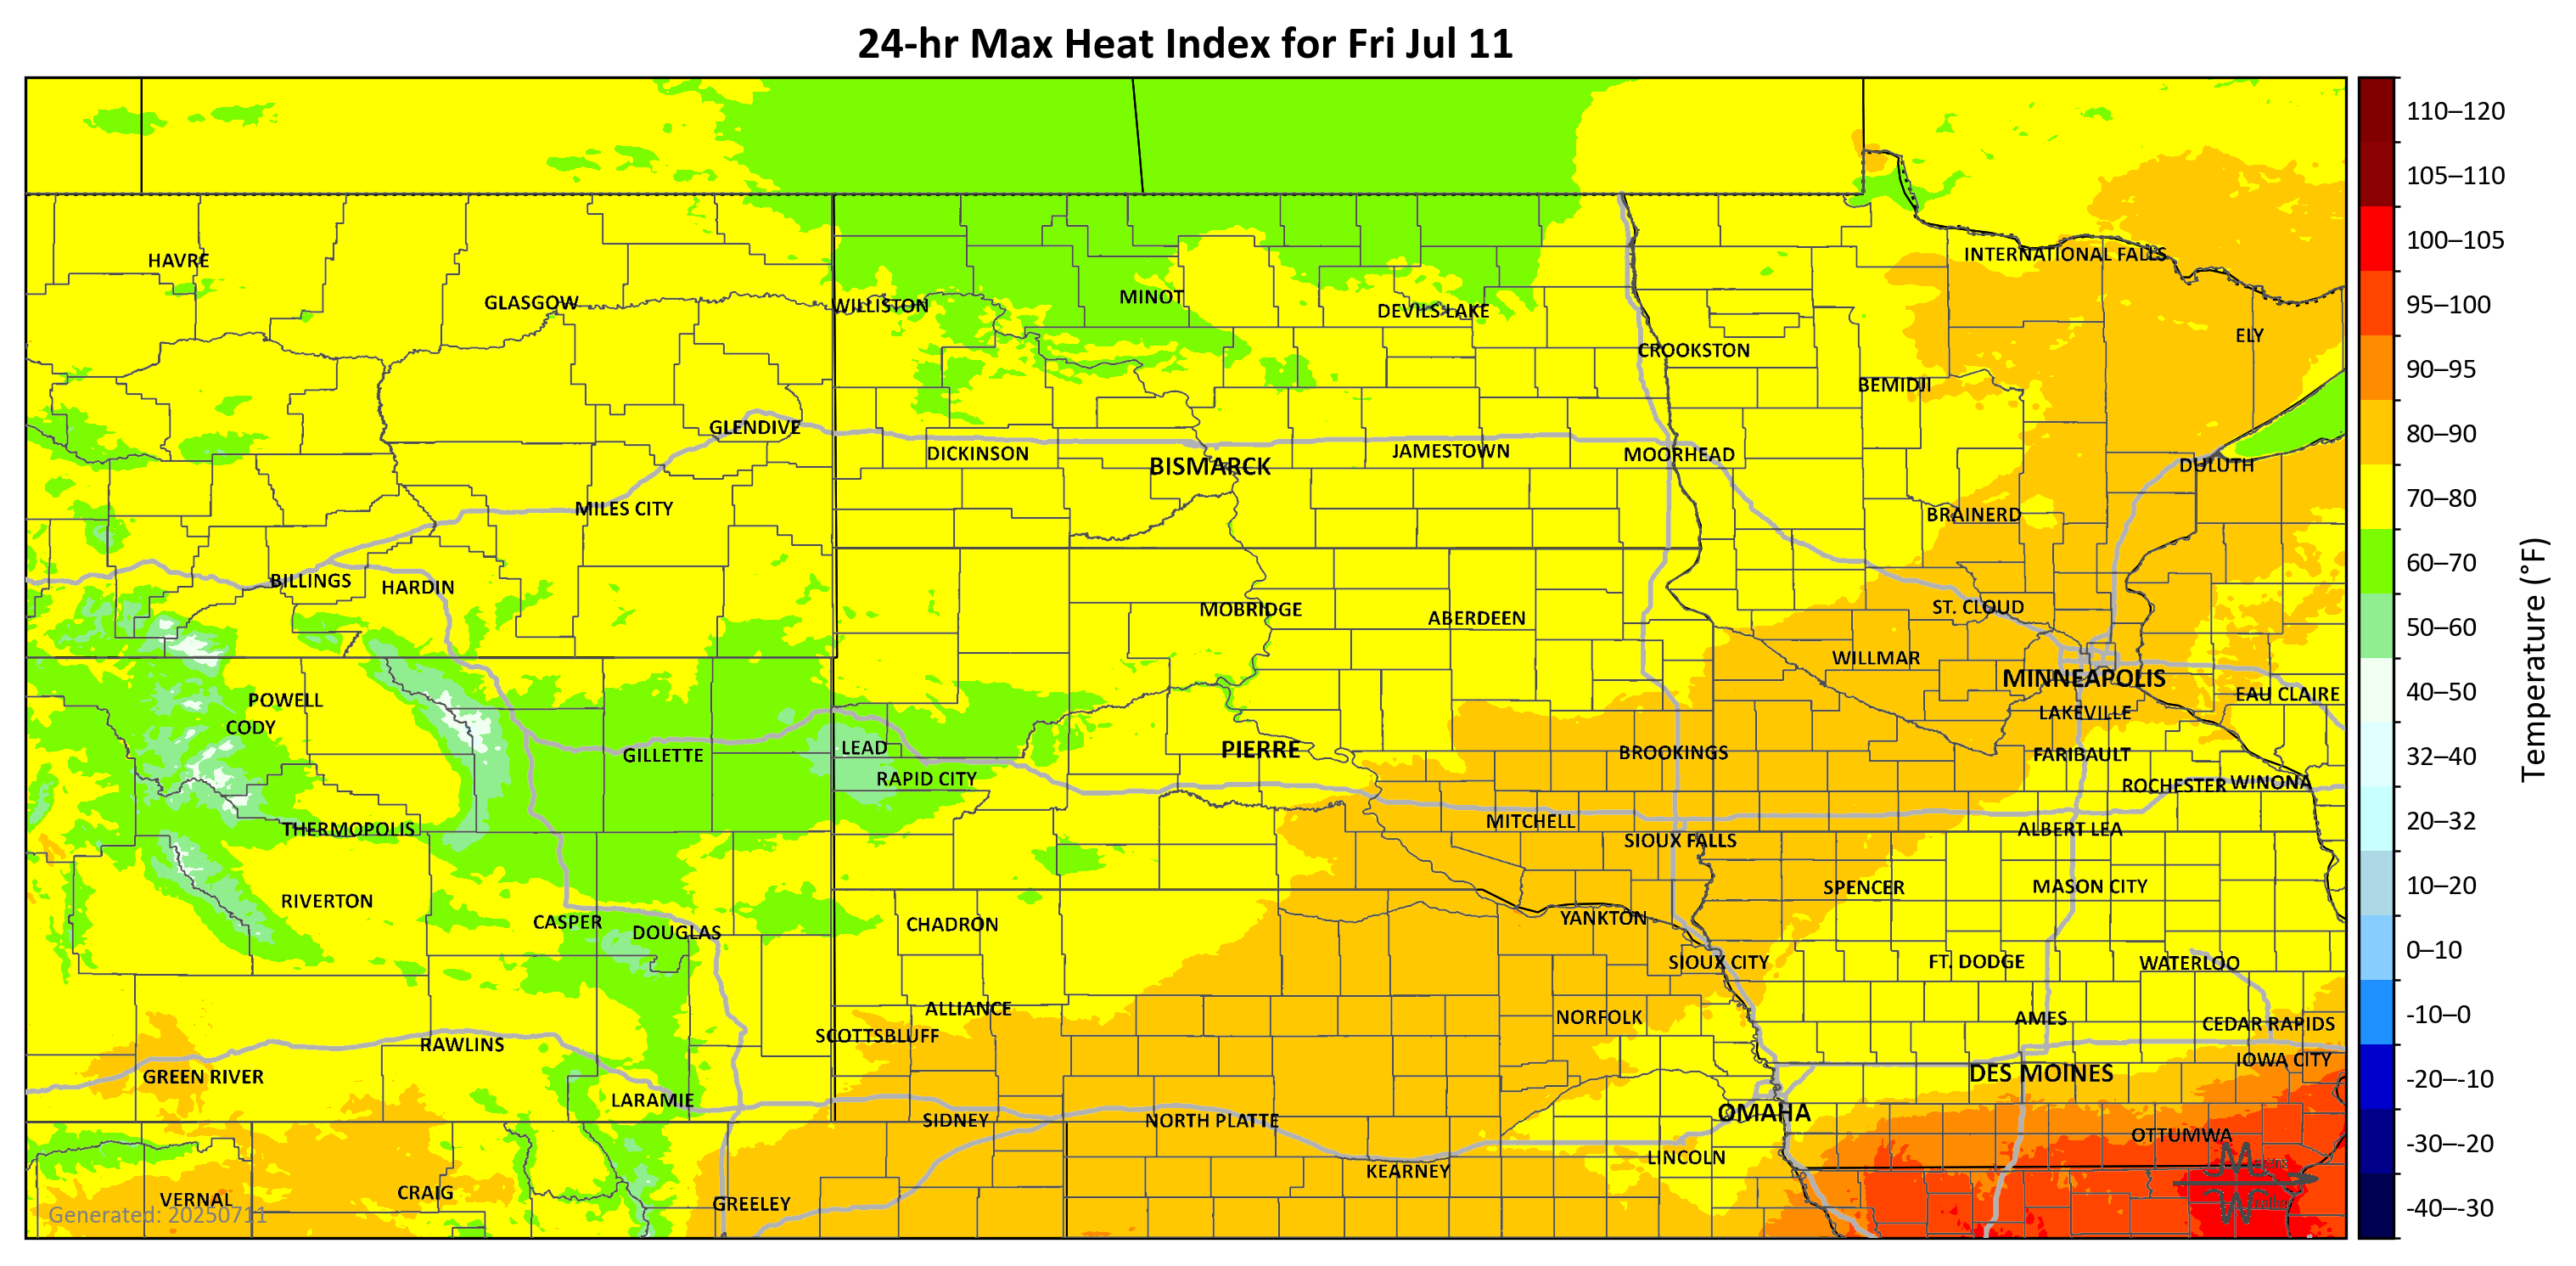 24-hr Max Heat Index for Fri Jul 11
110–120
105–110
100–105
95–100
90–95
80–90
70–80
60–70
50–60
40–50
32–40
20–32
10–20
0–10
-10–0
-20–-10
-30–-20
-40–-30
Temperature (°F)
HAVRE
GLASGOW
WILLISTON
MINOT
DEVILS LAKE
INTERNATIONAL FALLS
ELY
CROOKSTON
BEMIDJI
GLENDIVE
DICKINSON
BISMARCK
JAMESTOWN
MOORHEAD
DULUTH
MILES CITY
BRAINERD
BILLINGS
HARDIN
MOBRIDGE
ABERDEEN
ST. CLOUD
WILLMAR
MINNEAPOLIS
EAU CLAIRE
POWELL
CODY
LAKEVILLE
GILLETTE
LEAD
PIERRE
BROOKINGS
FARIBAULT
RAPID CITY
ROCHESTER
WINONA
THERMOPOLIS
MITCHELL
SIOUX FALLS
ALBERT LEA
RIVERTON
SPENCER
MASON CITY
CASPER
DOUGLAS
CHADRON
YANKTON
SIOUX CITY
FT. DODGE
WATERLOO
ALLIANCE
NORFOLK
AMES
CEDAR RAPIDS
SCOTTSBLUFF
RAWLINS
IOWA CITY
GREEN RIVER
DES MOINES
LARAMIE
OMAHA
SIDNEY
NORTH PLATTE
OTTUMWA
LINCOLN
KEARNEY
VERNAL
CRAIG
GREELEY
Generated: 20250711